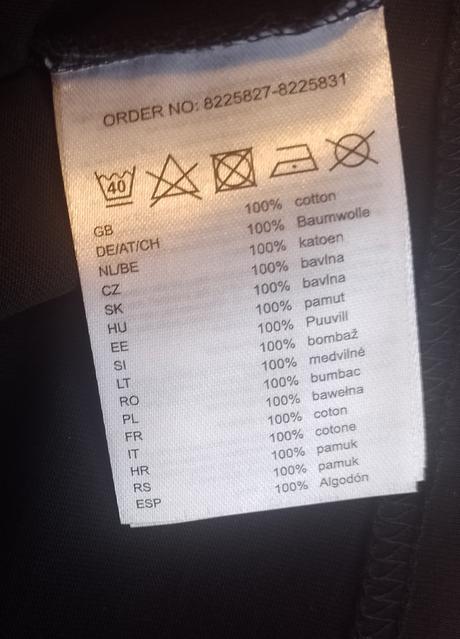 ORDER NO: 8225827-8225831
40
GB 100% cotton
DE/AT/CH 100% Baumwolle
NL/BE 100% katoen
CZ 100% bavlna
SK 100% bavlna
HU 100% pamut
EE 100% Puuvill
SI 100% bombaž
LT 100% medvilnė
RO 100% bumbac
PL 100% bawełna
FR 100% coton
IT 100% cotone
HR 100% pamuk
RS 100% pamuk
ESP 100% Algodón